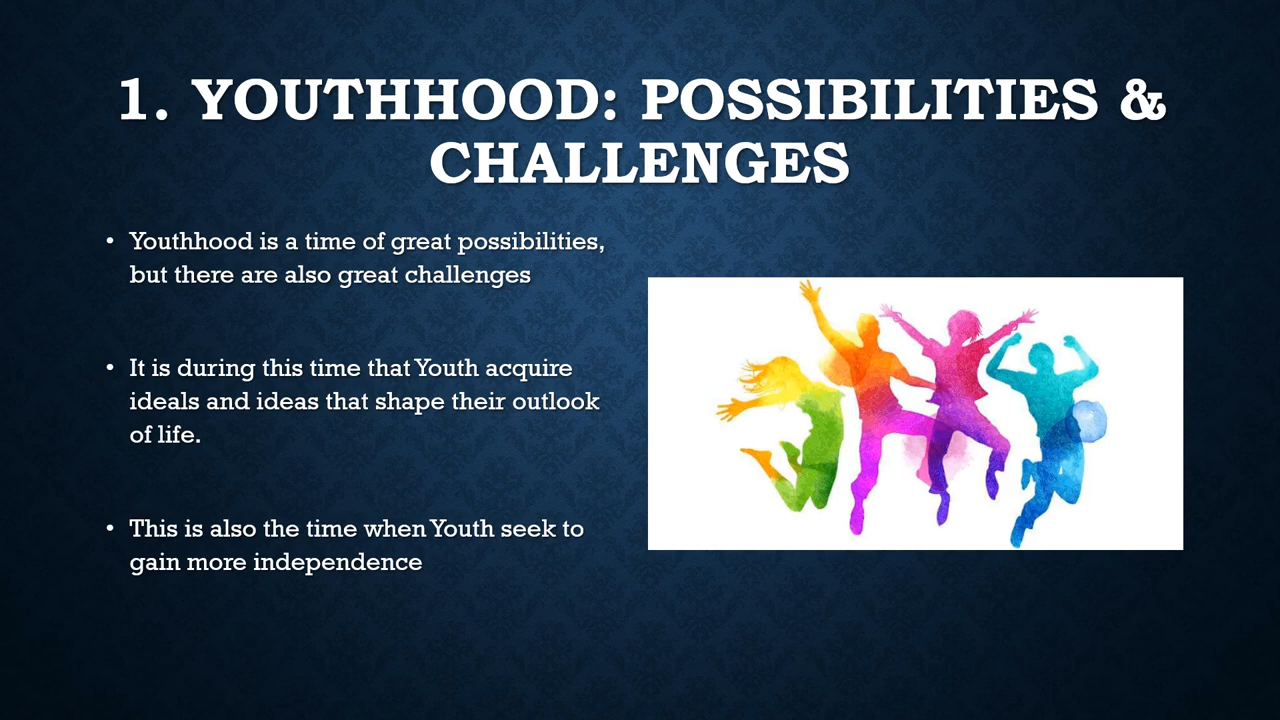 1. YOUTHHOOD: POSSIBILITIES &
CHALLENGES
• Youthhood is a time of great possibilities,
but there are also great challenges
• It is during this time that Youth acquire
ideals and ideas that shape their outlook
of life.
• This is also the time when Youth seek to
gain more independence